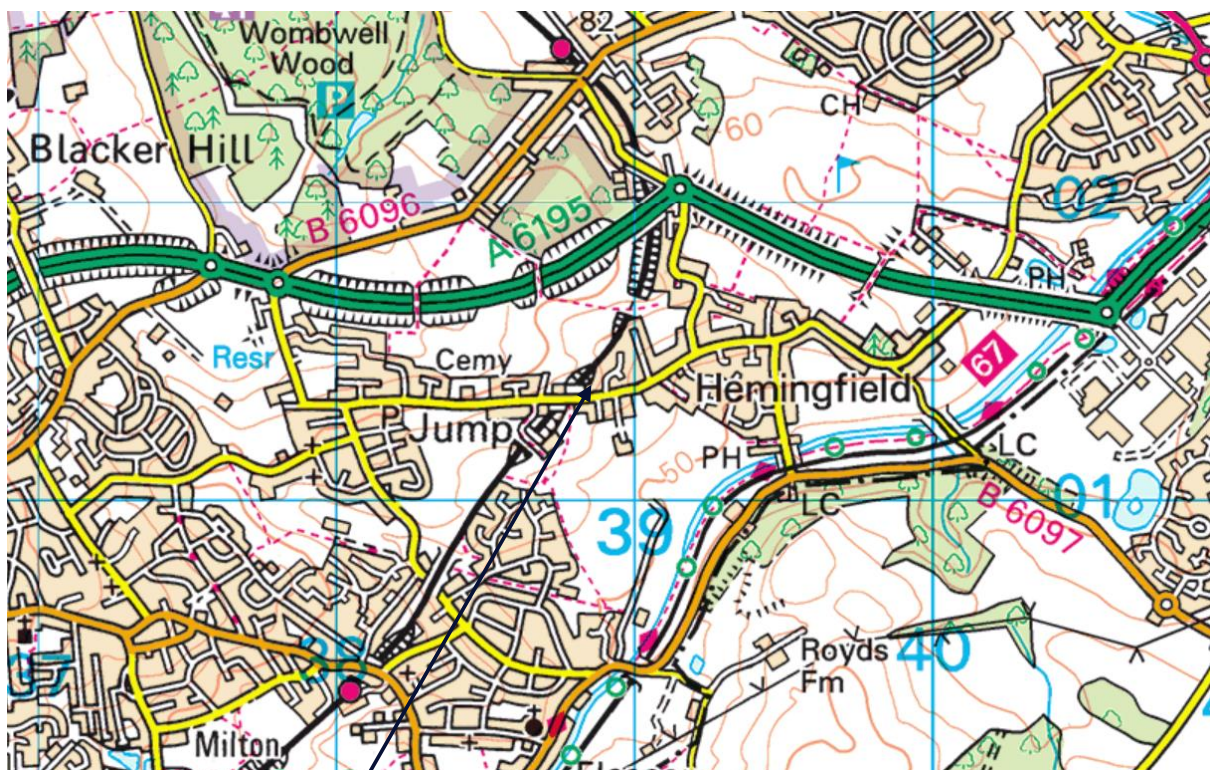 82
Wombwell
Wood
P
CH
60
Blacker Hill
02
B 6096
A 6195
PH
Resr
Cemy
67
Hemingfield
P
Jump
LC
50
PH
LC
39
01
B 6097
38
Royds
Fm
40
Milton